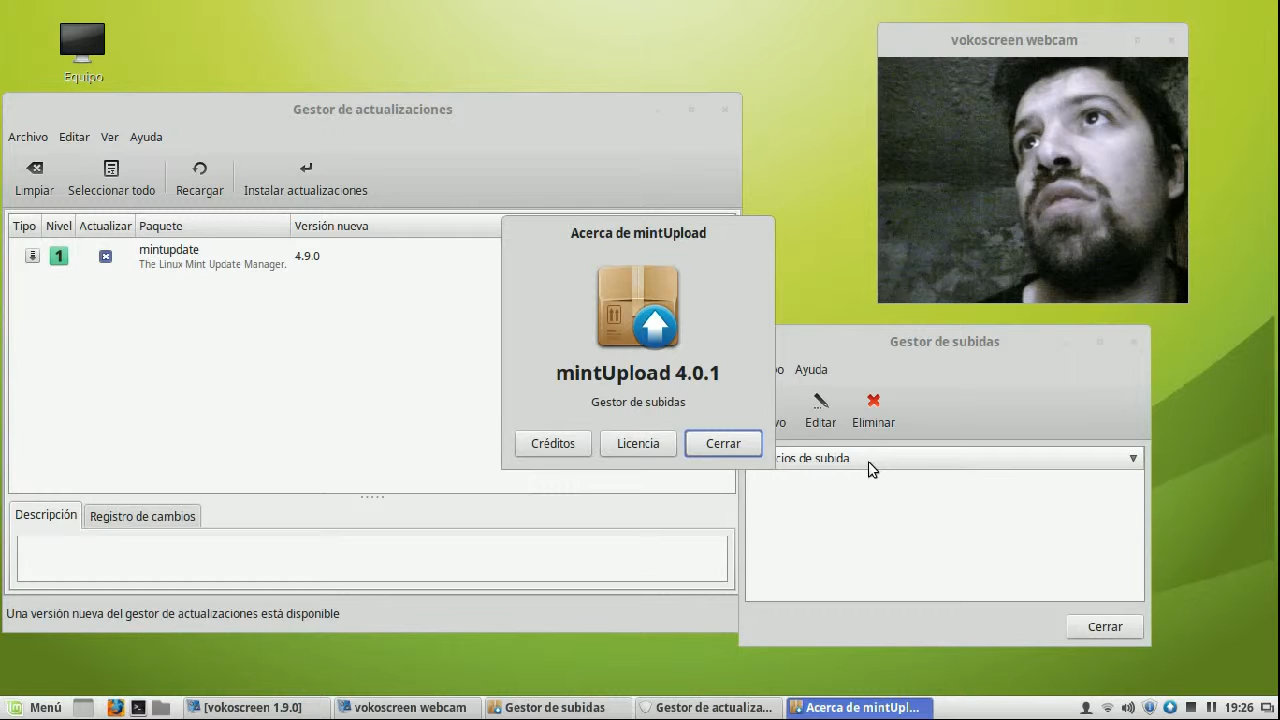 Equipo
vokoscreen webcam
Gestor de actualizaciones
Archivo Editar Ver Ayuda
Limpiar Seleccionar todo Recargar Instalar actualizaciones
Tipo Nivel Actualizar Paquete Versión nueva
1 mintupdate 4.9.0
The Linux Mint Update Manager.
Descripción Registro de cambios
Una versión nueva del gestor de actualizaciones está disponible
Acerca de mintUpload
mintUpload 4.0.1
Gestor de subidas
Créditos Licencia Cerrar
Gestor de subidas
Ayuda
Editar Eliminar
de subida
Cerrar
Menú [vokoscreen 1.9.0] vokoscreen webcam Gestor de subidas Gestor de actualiza... Acerca de mintUpl... 19:26